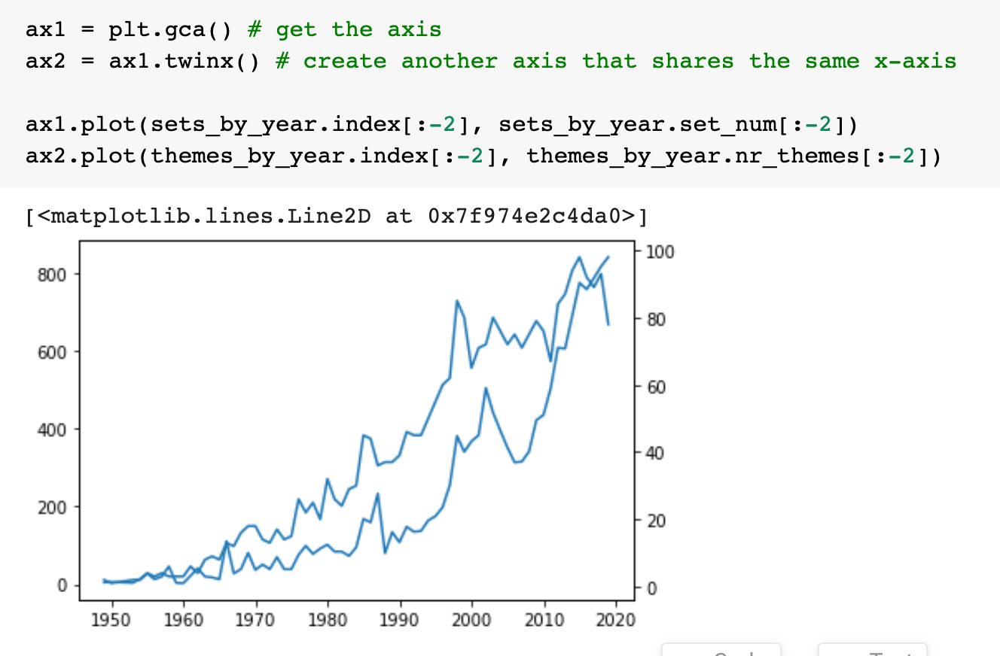 ax1 = plt.gca() # get the axis
ax2 = ax1.twinx() # create another axis that shares the same x-axis
ax1.plot(sets_by_year.index[:-2], sets_by_year.set_num[:-2])
ax2.plot(themes_by_year.index[:-2], themes_by_year.nr_themes[:-2])
[<matplotlib.lines.Line2D at 0x7f974e2c4da0>]
100
800
80
600
60
400
40
200
20
0
0
1950 1960 1970 1980 1990 2000 2010 2020